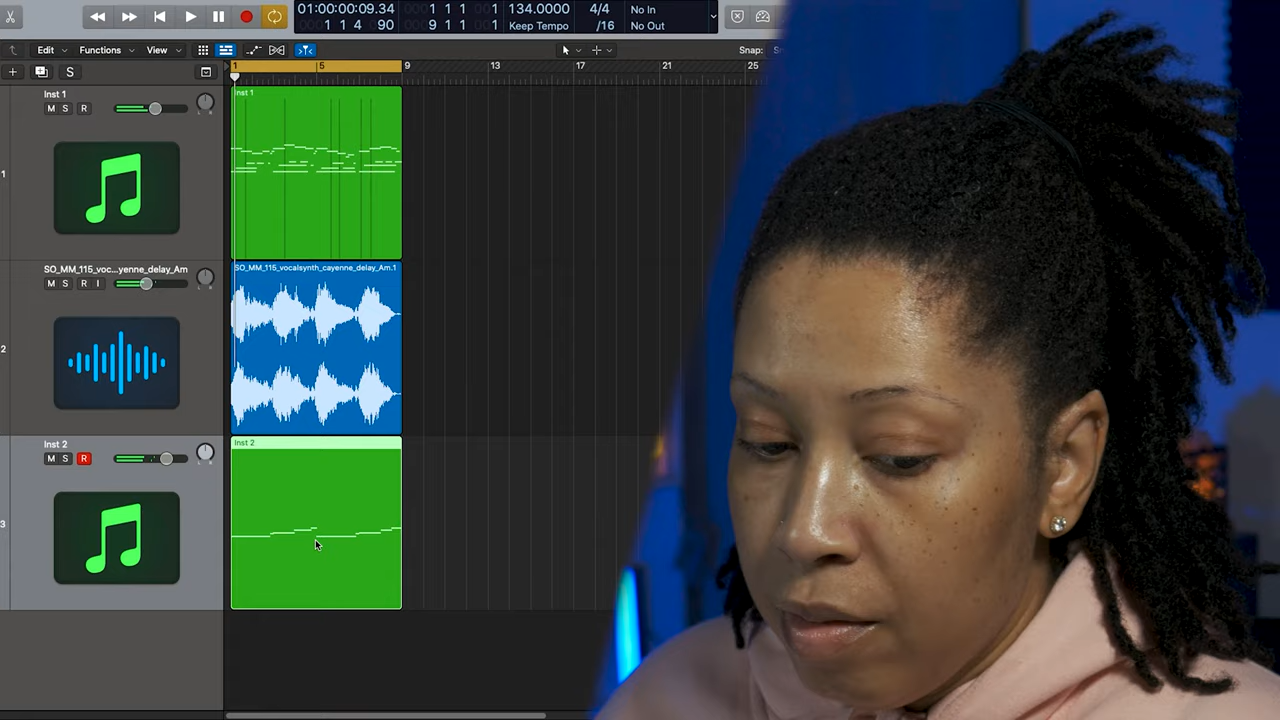 01:00:00:09.34 1 1 1 134.0000 4/4 No In
1 1 4 90 9 1 1 1 Keep Tempo /16 No Out
Edit Functions View Snap:
S 1 5 9 13 17 21 25
Inst 1 Inst 1
M S R
1
SO_MM_115_voc...yenne_delay_Am SO_MM_115_vocalsynth_cayenne_delay_Am.1
M S R I
2
Inst 2 Inst 2
M S R
3